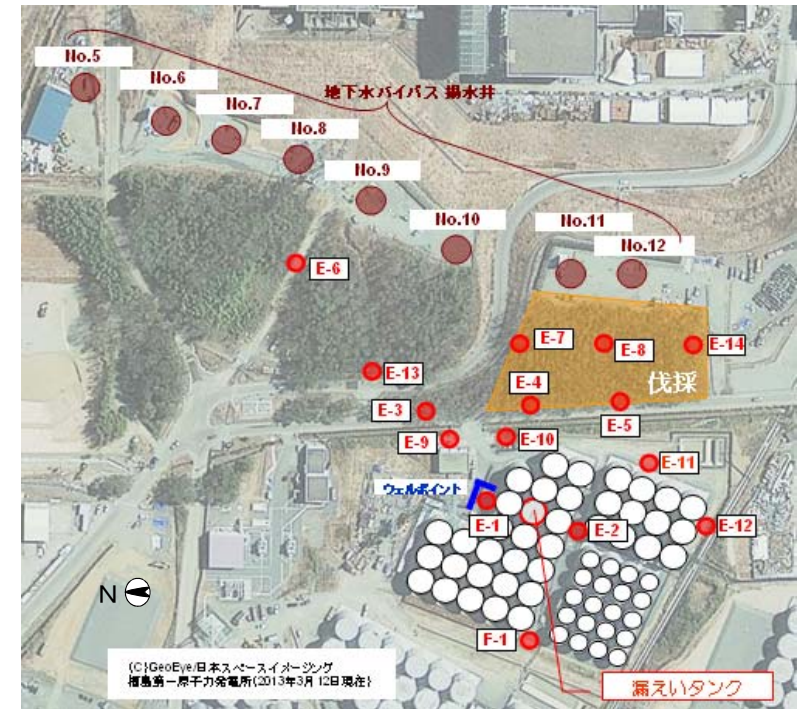 No.5
No.6
No.7
No.8
No.9
No.10
No.11
No.12
地下水バイパス 揚水井
E-6
E-7
E-8
E-14
伐採
E-13
E-4
E-3
E-5
E-9
E-10
E-11
ウェルポイント
E-1
E-2
E-12
N
F-1
(C)GeoEye/日本スペースイメージング
福島第一原子力発電所(2013年3月12日現在)
漏えいタンク